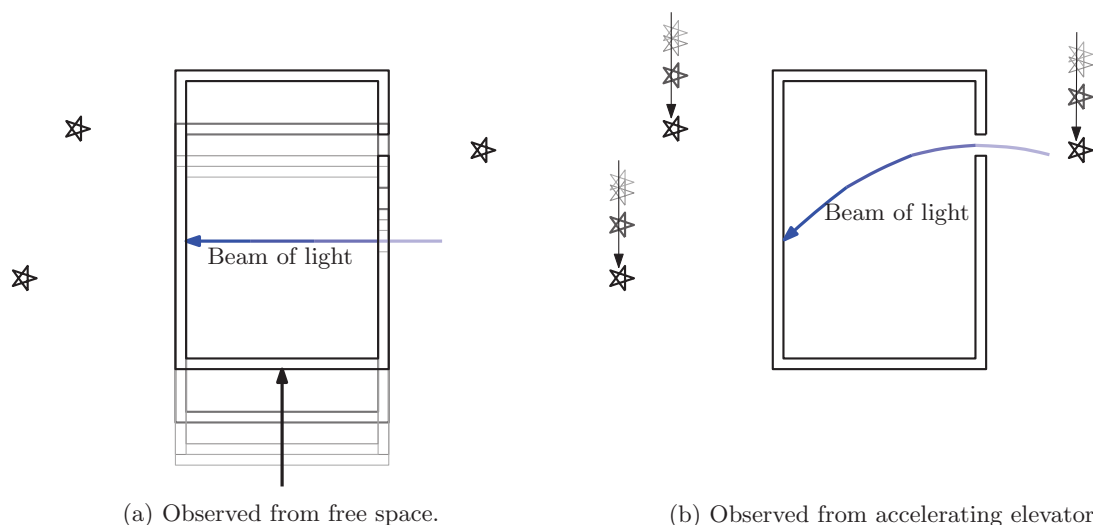 Beam of light
Beam of light
(a) Observed from free space.
(b) Observed from accelerating elevator